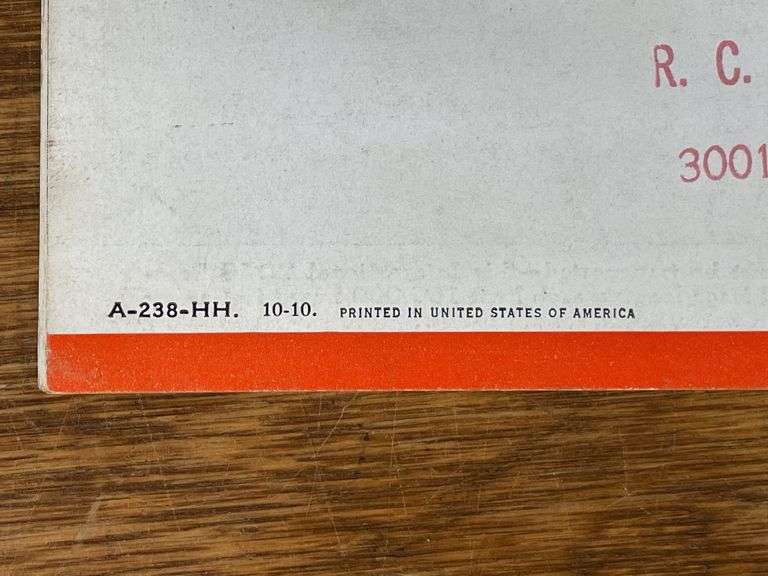 R. C.
3001
A-238-HH. 10-10. PRINTED IN UNITED STATES OF AMERICA